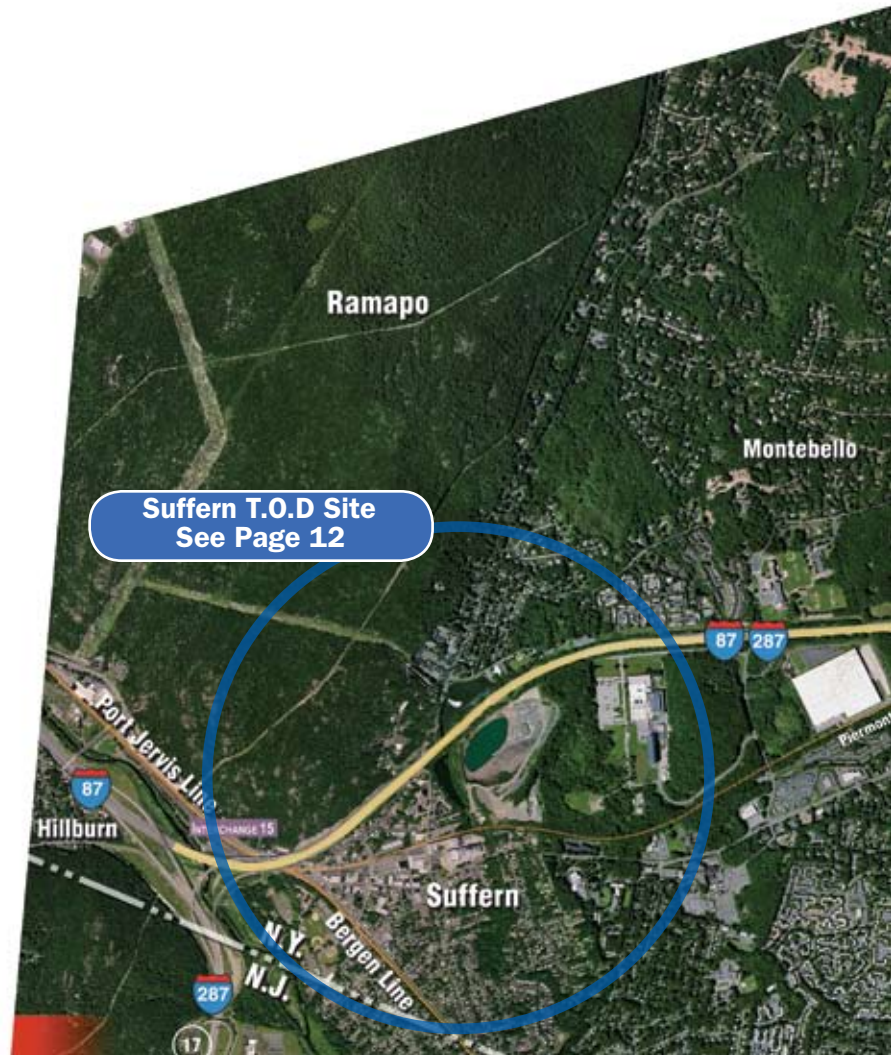 Ramapo
Montebello
Suffern T.O.D Site
See Page 12
87
287
Port Jervis Line
Piermon
87
Hillburn
INTERCHANGE 15
Suffern
N.Y.
N.J.
Bergen Line
287
17